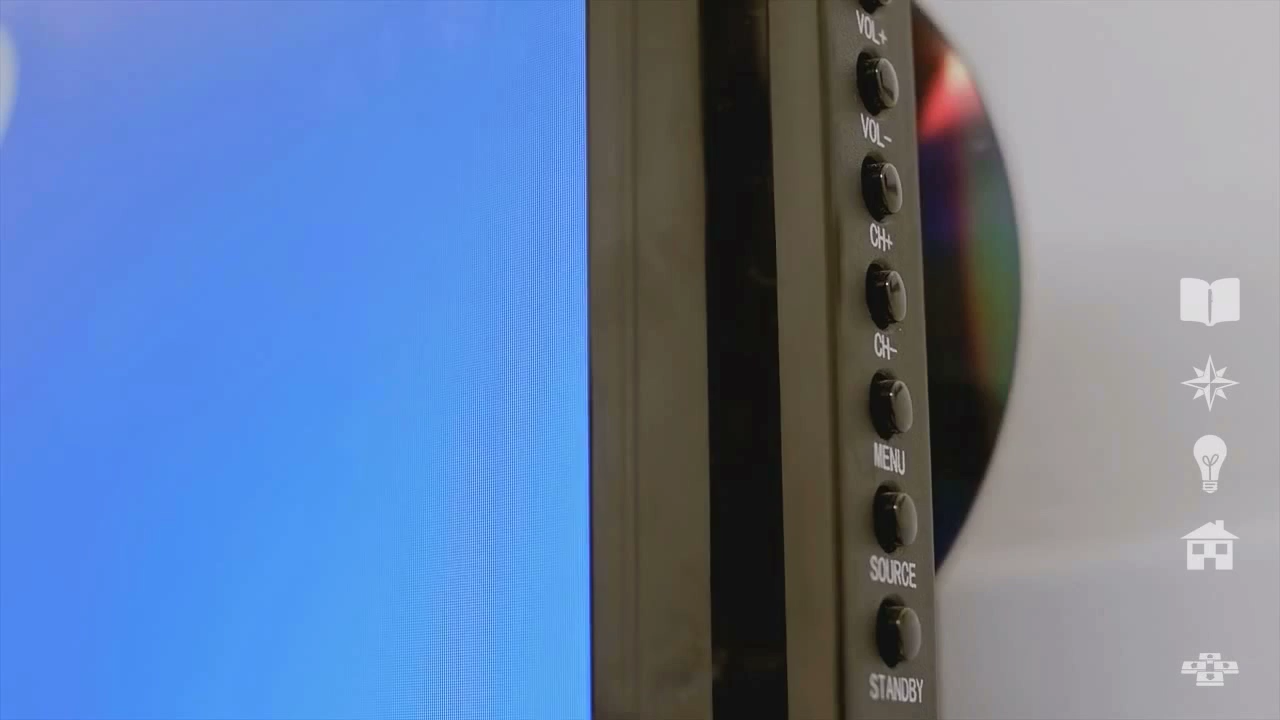 VOL+
VOL-
CH+
CH-
MENU
SOURCE
STANDBY